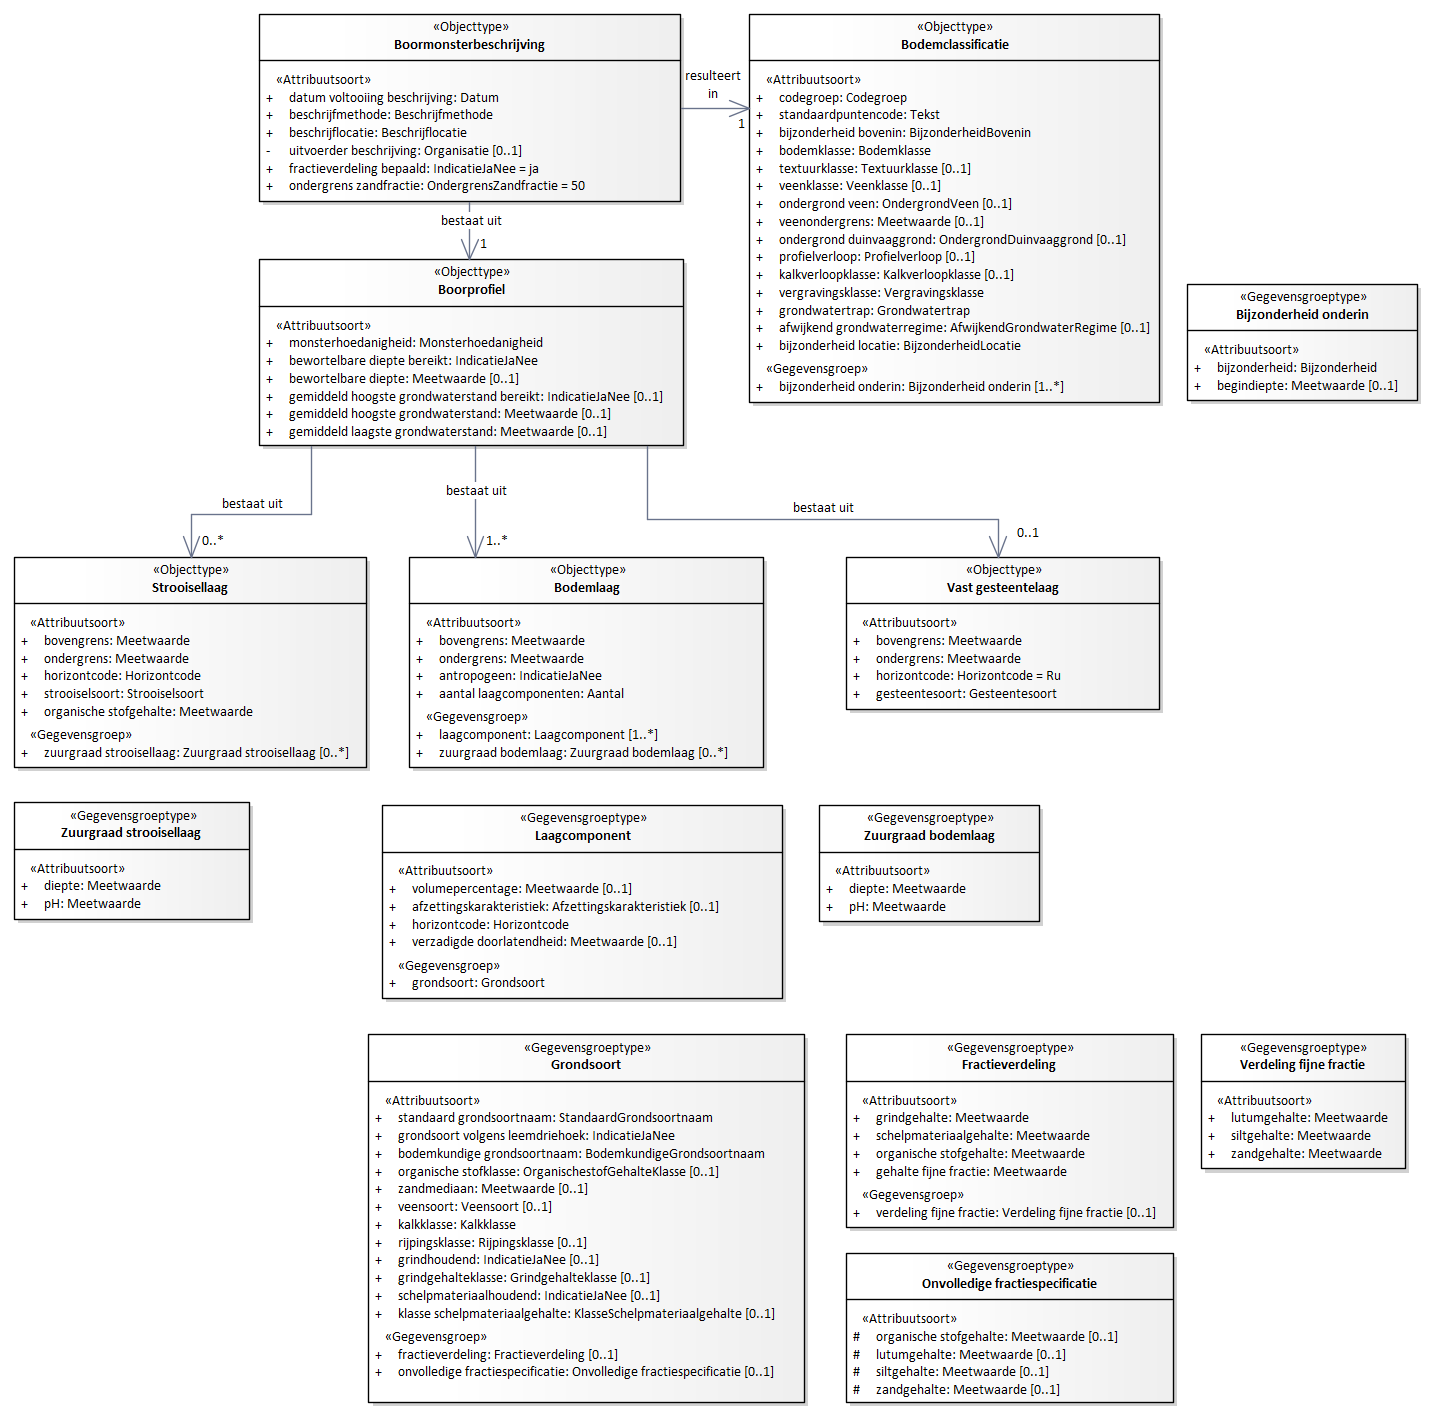 «Objecttype»
Boormonsterbeschrijving
«Attribuutsoort»
+ datum voltooiing beschrijving: Datum
+ beschrijfmethode: Beschrijfmethode
+ beschrijflocatie: Beschrijflocatie
- uitvoerder beschrijving: Organisatie [0..1]
+ fractieverdeling bepaald: IndicatieJaNee = ja
+ ondergrens zandfractie: OndergrensZandfractie = 50
resulteert
in
1
«Objecttype»
Bodemclassificatie
«Attribuutsoort»
+ codegroep: Codegroep
+ standaardpuntencode: Tekst
+ bijzonderheid bovenin: BijzonderheidBovenin
+ bodemklasse: Bodemklasse
+ textuurklasse: Textuurklasse [0..1]
+ veenklasse: Veenklasse [0..1]
+ ondergrond veen: OndergrondVeen [0..1]
+ veenondergrens: Meetwaarde [0..1]
+ ondergrond duinvaaggrond: OndergrondDuinvaaggrond [0..1]
+ profielverloop: Profielverloop [0..1]
+ kalkverloopklasse: Kalkverloopklasse [0..1]
+ vergravingsklasse: Vergravingsklasse
+ grondwatertrap: Grondwatertrap
+ afwijkend grondwaterregime: AfwijkendGrondwaterRegime [0..1]
+ bijzonderheid locatie: BijzonderheidLocatie
«Gegevensgroep»
+ bijzonderheid onderin: Bijzonderheid onderin [1..*]
bestaat uit
1
«Objecttype»
Boorprofiel
«Attribuutsoort»
+ monsterhoedanigheid: Monsterhoedanigheid
+ bewortelbare diepte bereikt: IndicatieJaNee
+ bewortelbare diepte: Meetwaarde [0..1]
+ gemiddeld hoogste grondwaterstand bereikt: IndicatieJaNee [0..1]
+ gemiddeld hoogste grondwaterstand: Meetwaarde [0..1]
+ gemiddeld laagste grondwaterstand: Meetwaarde [0..1]
«Gegevensgroeptype»
Bijzonderheid onderin
«Attribuutsoort»
+ bijzonderheid: Bijzonderheid
+ begindiepte: Meetwaarde [0..1]
bestaat uit
0..*
bestaat uit
1..*
bestaat uit
0..1
«Objecttype»
Strooisellaag
«Attribuutsoort»
+ bovengrens: Meetwaarde
+ ondergrens: Meetwaarde
+ horizontcode: Horizontcode
+ strooiselsoort: Strooiselsoort
+ organische stofgehalte: Meetwaarde
«Gegevensgroep»
+ zuurgraad strooisellaag: Zuurgraad strooisellaag [0..*]
«Objecttype»
Bodemlaag
«Attribuutsoort»
+ bovengrens: Meetwaarde
+ ondergrens: Meetwaarde
+ antropogeen: IndicatieJaNee
+ aantal laagcomponenten: Aantal
«Gegevensgroep»
+ laagcomponent: Laagcomponent [1..*]
+ zuurgraad bodemlaag: Zuurgraad bodemlaag [0..*]
«Objecttype»
Vast gesteentelaag
«Attribuutsoort»
+ bovengrens: Meetwaarde
+ ondergrens: Meetwaarde
+ horizontcode: Horizontcode = Ru
+ gesteentesoort: Gesteentesoort
«Gegevensgroeptype»
Zuurgraad strooisellaag
«Attribuutsoort»
+ diepte: Meetwaarde
+ pH: Meetwaarde
«Gegevensgroeptype»
Laagcomponent
«Attribuutsoort»
+ volumepercentage: Meetwaarde [0..1]
+ afzettingskarakteristiek: Afzettingskarakteristiek [0..1]
+ horizontcode: Horizontcode
+ verzadigde doorlatendheid: Meetwaarde [0..1]
«Gegevensgroep»
+ grondsoort: Grondsoort
«Gegevensgroeptype»
Zuurgraad bodemlaag
«Attribuutsoort»
+ diepte: Meetwaarde
+ pH: Meetwaarde
«Gegevensgroeptype»
Grondsoort
«Attribuutsoort»
+ standaard grondsoortnaam: StandaardGrondsoortnaam
+ grondsoort volgens leemdriehoek: IndicatieJaNee
+ bodemkundige grondsoortnaam: BodemkundigeGrondsoortnaam
+ organische stofklasse: OrganischestofGehalteKlasse [0..1]
+ zandmediaan: Meetwaarde [0..1]
+ veensoort: Veensoort [0..1]
+ kalkklasse: Kalkklasse
+ rijpingsklasse: Rijpingsklasse [0..1]
+ grindhoudend: IndicatieJaNee [0..1]
+ grindgehalteklasse: Grindgehalteklasse [0..1]
+ schelpmateriaalhoudend: IndicatieJaNee [0..1]
+ klasse schelpmateriaalgehalte: KlasseSchelpmateriaalgehalte [0..1]
«Gegevensgroep»
+ fractieverdeling: Fractieverdeling [0..1]
+ onvolledige fractiespecificatie: Onvolledige fractiespecificatie [0..1]
«Gegevensgroeptype»
Fractieverdeling
«Attribuutsoort»
+ grindgehalte: Meetwaarde
+ schelpmateriaalgehalte: Meetwaarde
+ organische stofgehalte: Meetwaarde
+ gehalte fijne fractie: Meetwaarde
«Gegevensgroep»
+ verdeling fijne fractie: Verdeling fijne fractie [0..1]
«Gegevensgroeptype»
Verdeling fijne fractie
«Attribuutsoort»
+ lutumgehalte: Meetwaarde
+ siltgehalte: Meetwaarde
+ zandgehalte: Meetwaarde
«Gegevensgroeptype»
Onvolledige fractiespecificatie
«Attribuutsoort»
# organische stofgehalte: Meetwaarde [0..1]
# lutumgehalte: Meetwaarde [0..1]
# siltgehalte: Meetwaarde [0..1]
# zandgehalte: Meetwaarde [0..1]